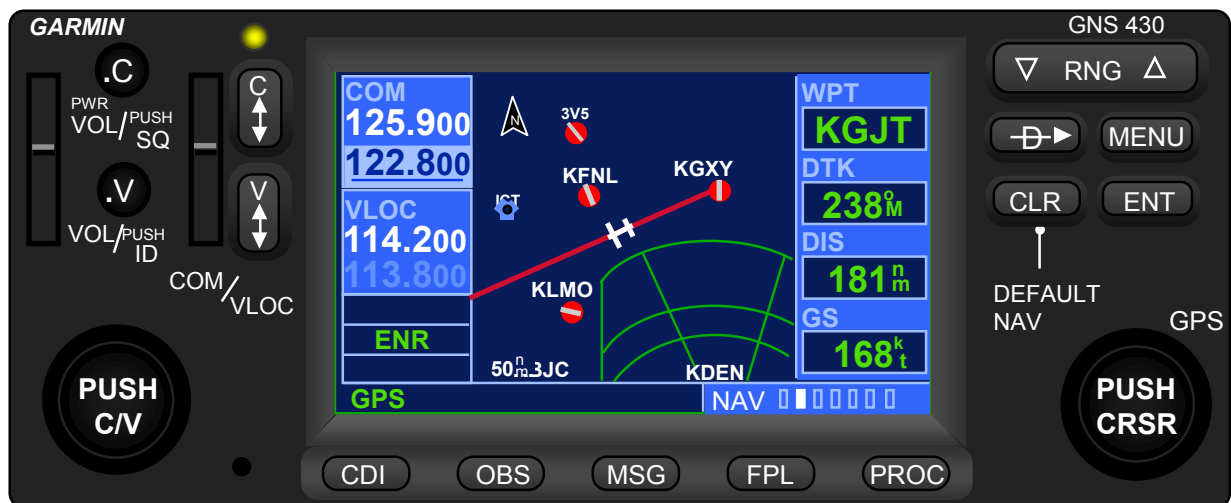 GARMIN
GNS 430
.C
PWR
VOL/PUSH
SQ
.V
VOL/PUSH
ID
C
V
COM/VLOC
PUSH
C/V
COM
125.900
122.800
VLOC
114.200
113.800
ENR
GPS
N
3V5
KFNL
KGXY
KLMO
50nm
BJC
KDEN
WPT
KGJT
DTK
238°M
DIS
181nm
GS
168kt
NAV
RNG
D
MENU
CLR
ENT
DEFAULT
NAV
GPS
PUSH
CRSR
CDI
OBS
MSG
FPL
PROC